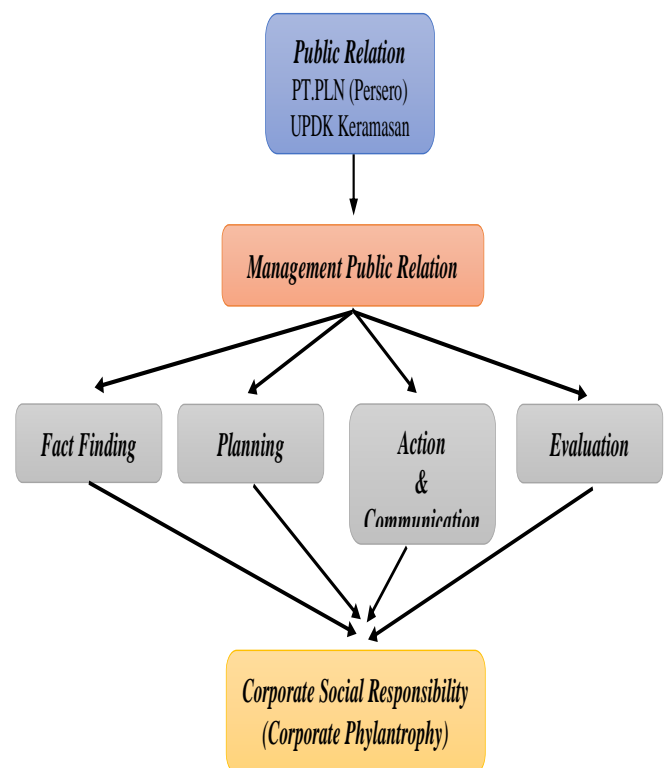 Public Relation
PT.PLN (Persero)
UPDK Keramasan
Management Public Relation
Fact Finding
Planning
Action
&
Communication
Evaluation
Corporate Social Responsibility
(Corporate Phylantrophy)